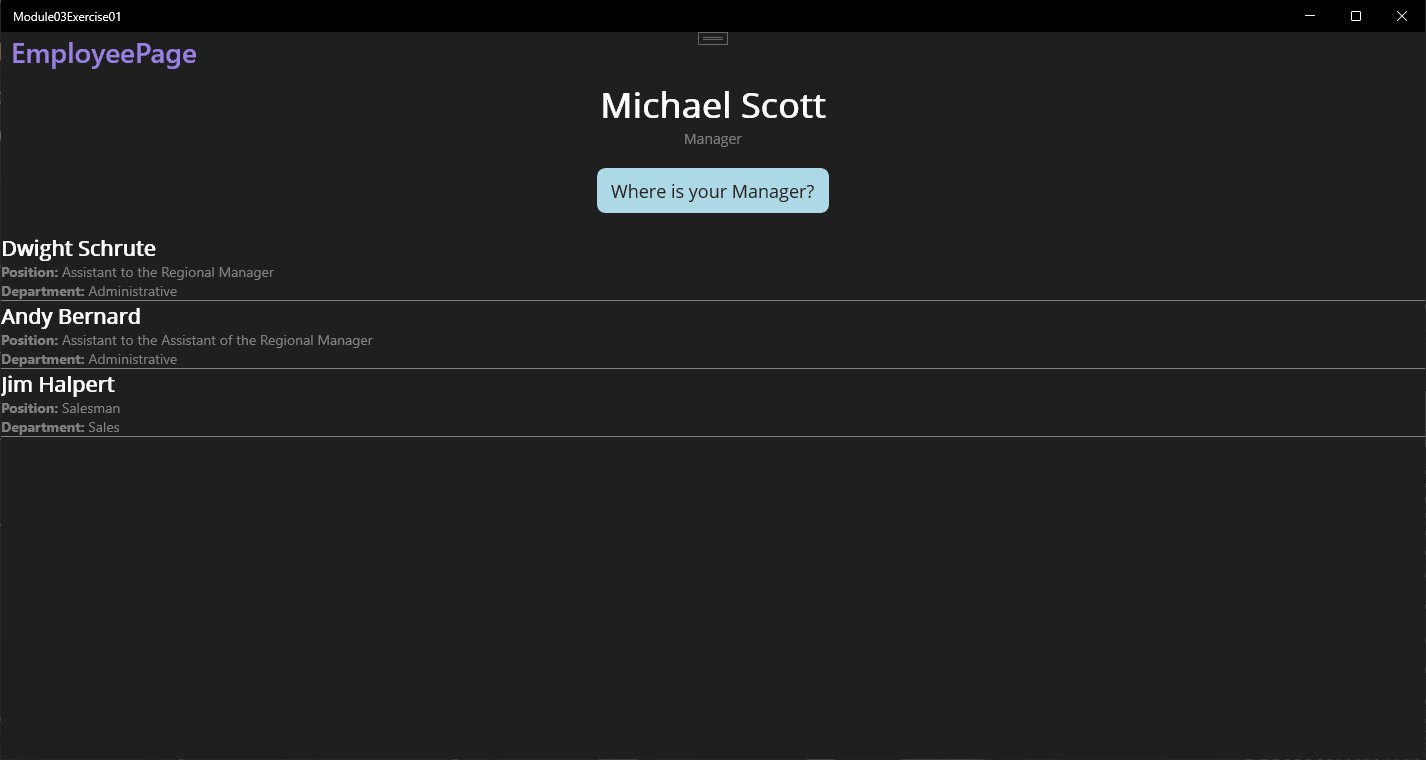 Module03Exercise01
EmployeePage
Michael Scott
Manager
Where is your Manager?
Dwight Schrute
Position: Assistant to the Regional Manager
Department: Administrative
Andy Bernard
Position: Assistant to the Assistant of the Regional Manager
Department: Administrative
Jim Halpert
Position: Salesman
Department: Sales